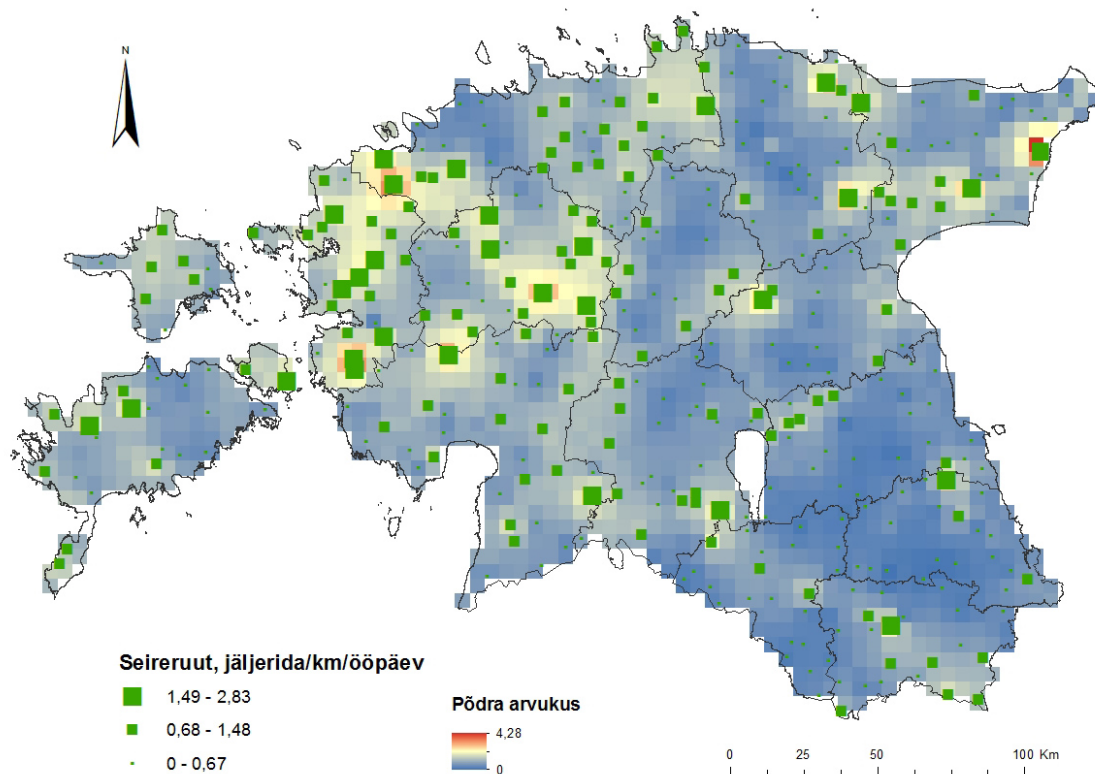 N
Seireruut, jäljerida/km/ööpäev
1,49 - 2,83
0,68 - 1,48
0 - 0,67
Põdra arvukus
4,28
0
0 25 50 100 Km